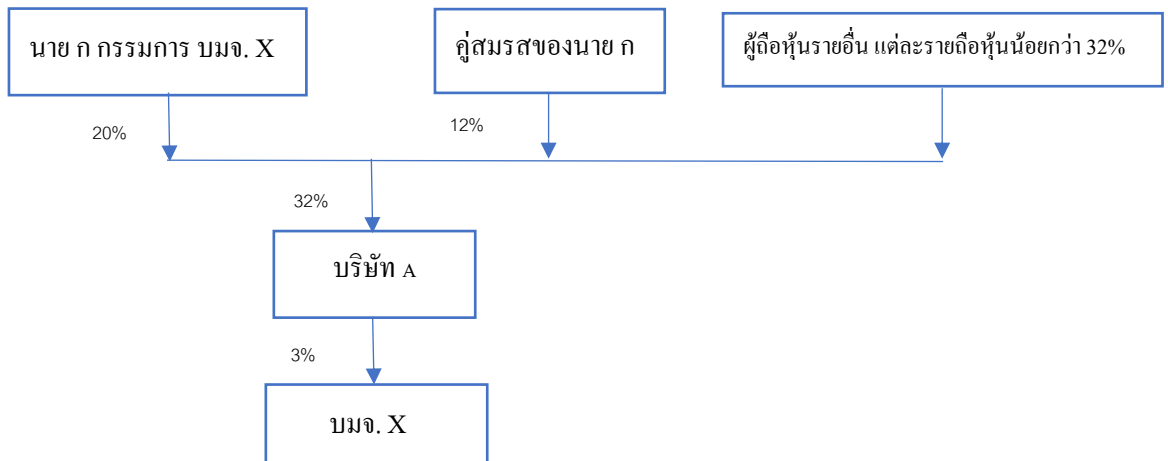 นาย ก กรรมการ บมจ. X
คู่สมรสของนาย ก
ผู้ถือหุ้นรายอื่น แต่ละรายถือหุ้นน้อยกว่า 32%
20%
12%
32%
บริษัท A
3%
บมจ. X